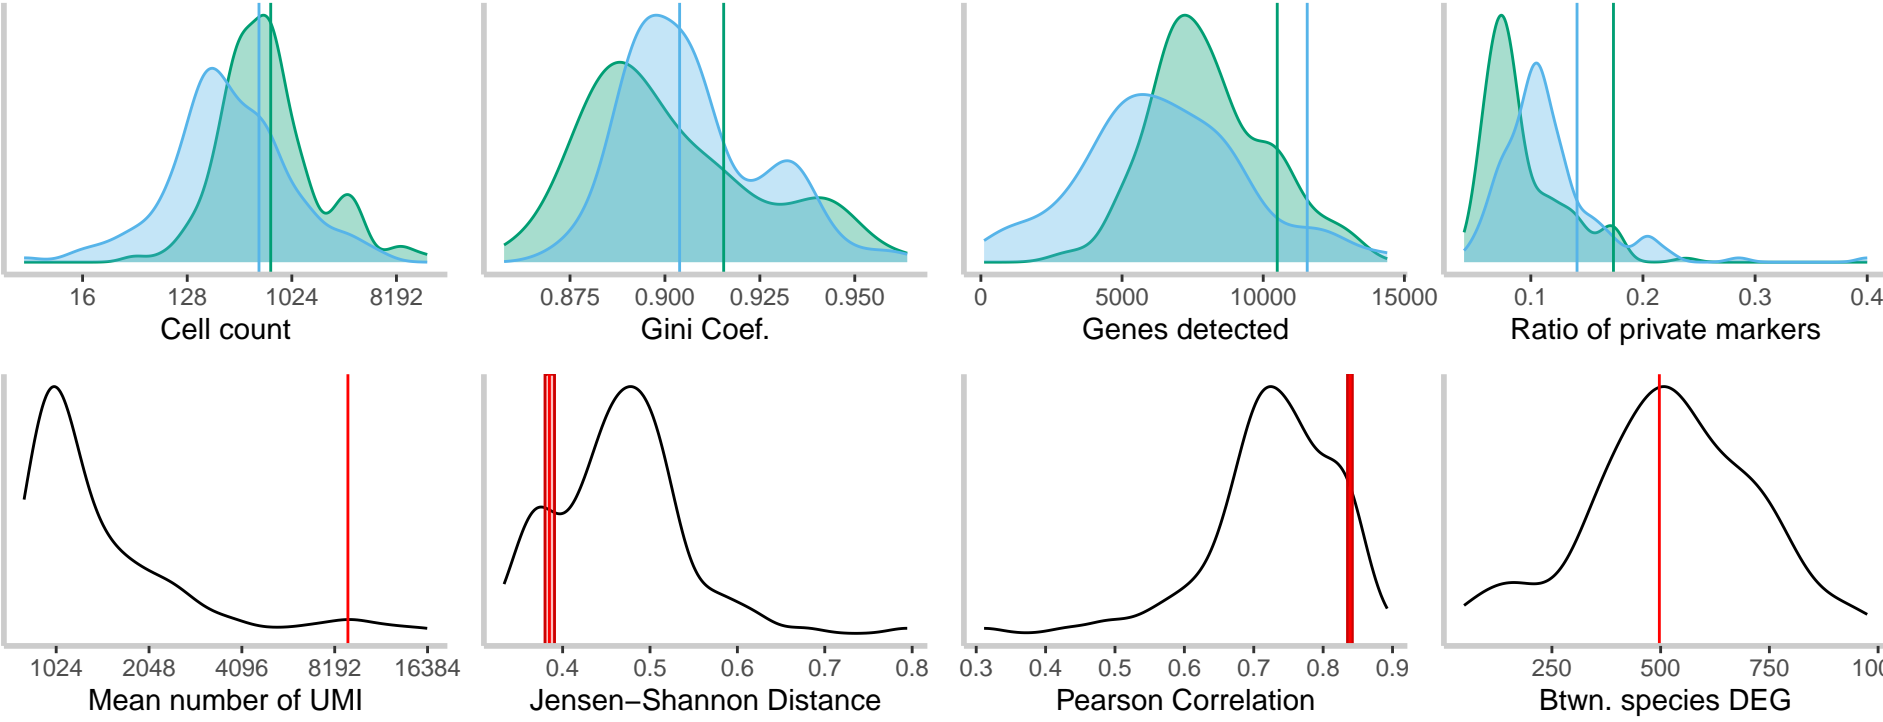 16 128 1024 8192
Cell count
0.875 0.900 0.925 0.950
Gini Coef.
0 5000 10000 15000
Genes detected
0.1 0.2 0.3 0.4
Ratio of private markers
1024 2048 4096 8192 16384
Mean number of UMI
0.4 0.5 0.6 0.7 0.8
Jensen−Shannon Distance
0.3 0.4 0.5 0.6 0.7 0.8 0.9
Pearson Correlation
250 500 750 100
Btwn. species DEG